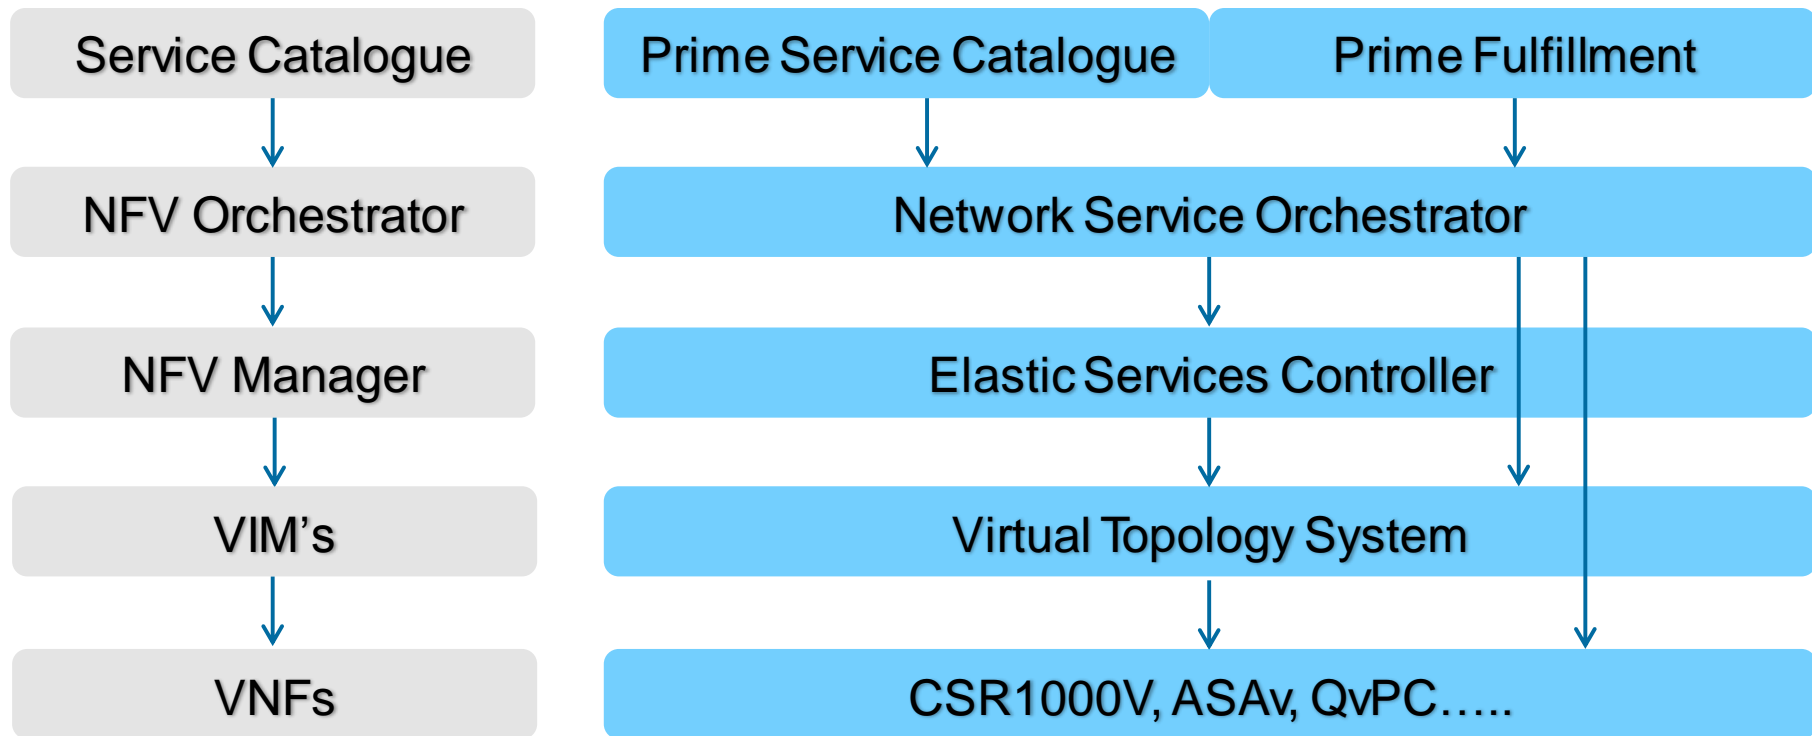 Service Catalogue
Prime Service Catalogue
Prime Fulfillment
NFV Orchestrator
Network Service Orchestrator
NFV Manager
Elastic Services Controller
VIM’s
Virtual Topology System
VNFs
CSR1000V, ASAv, QvPC…..